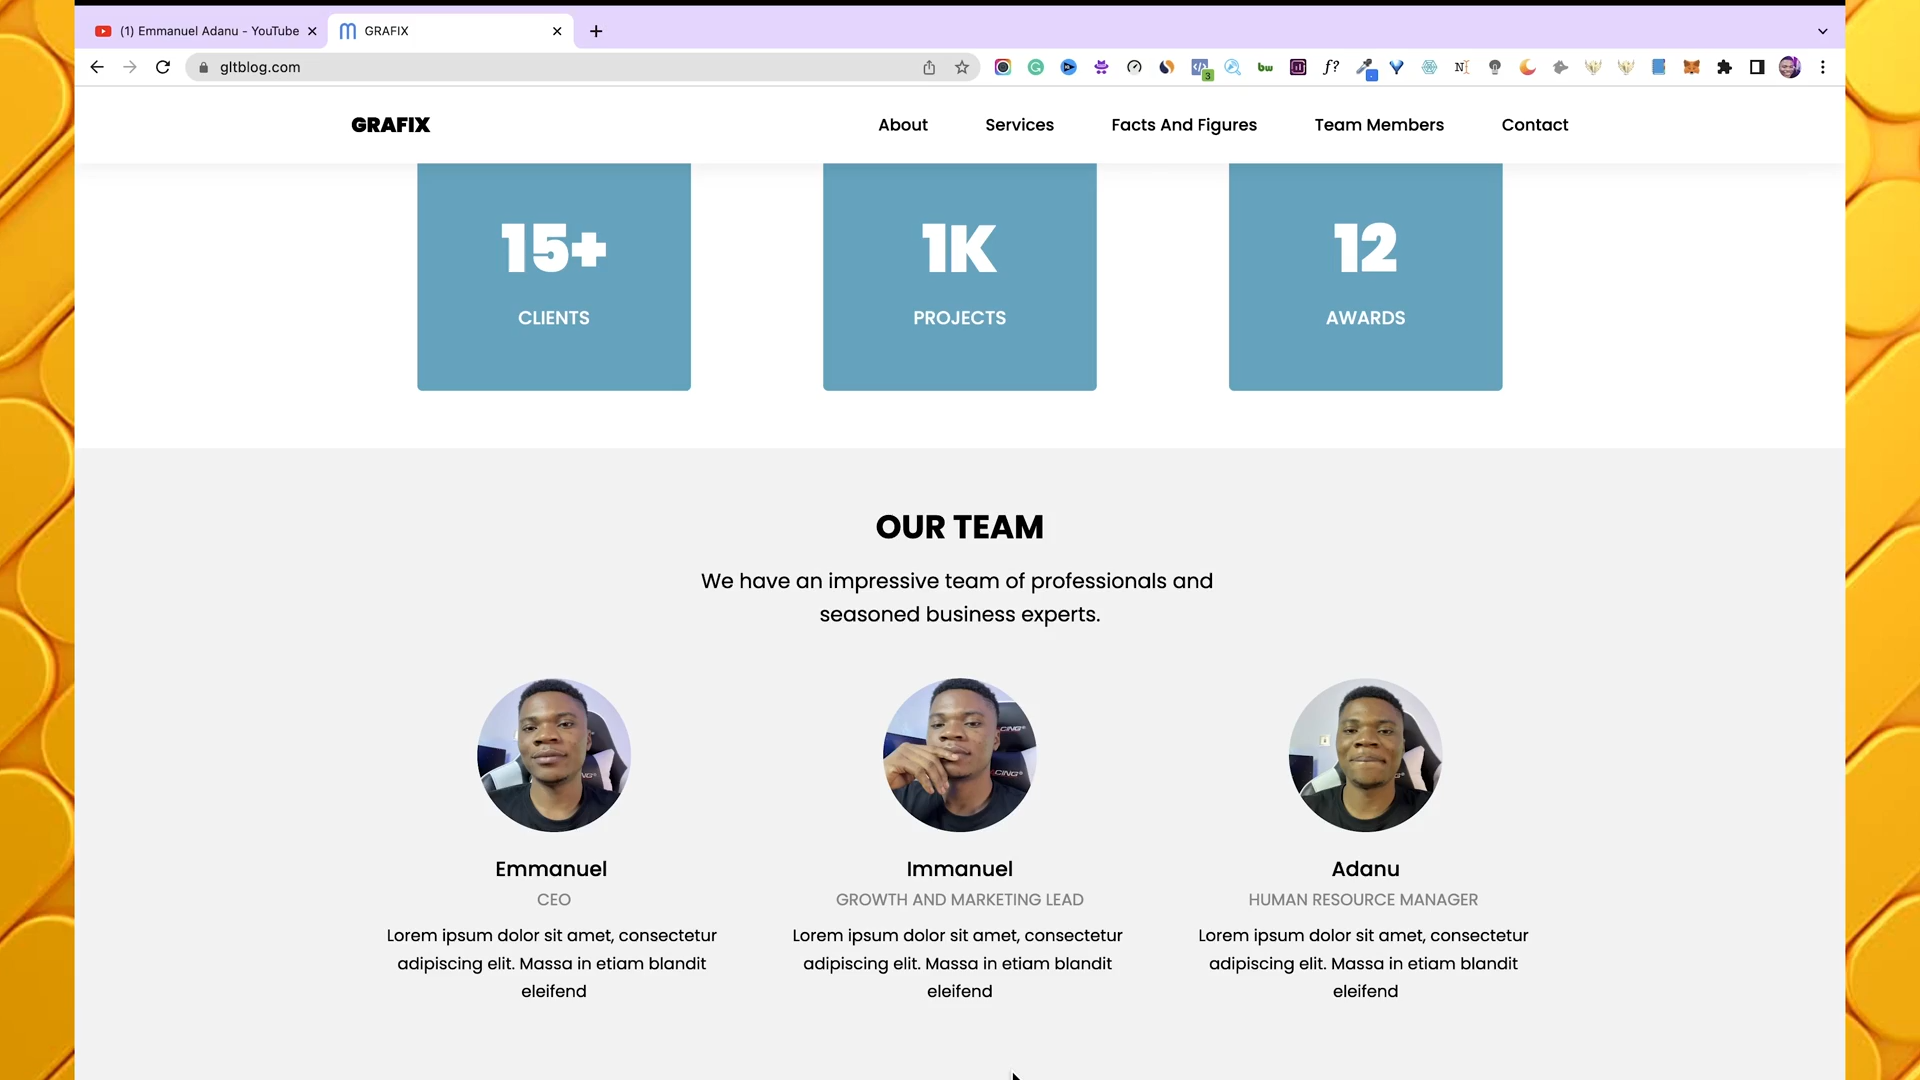 (1) Emmanuel Adanu - YouTube
GRAFIX
gltblog.com
GRAFIX
About
Services
Facts And Figures
Team Members
Contact
15+
1K
12
CLIENTS
PROJECTS
AWARDS
OUR TEAM
We have an impressive team of professionals and
seasoned business experts.
Emmanuel
CEO
Lorem ipsum dolor sit amet, consectetur
adipiscing elit. Massa in etiam blandit
eleifend
Immanuel
GROWTH AND MARKETING LEAD
Lorem ipsum dolor sit amet, consectetur
adipiscing elit. Massa in etiam blandit
eleifend
Adanu
HUMAN RESOURCE MANAGER
Lorem ipsum dolor sit amet, consectetur
adipiscing elit. Massa in etiam blandit
eleifend